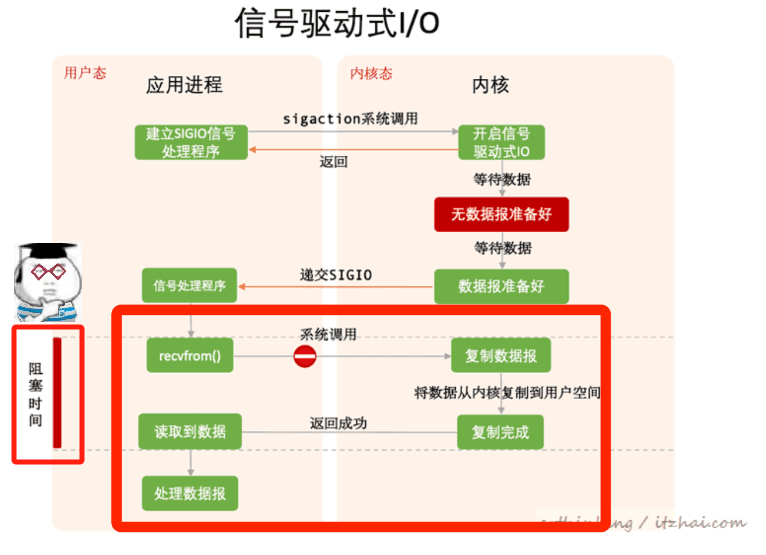 信号驱动式I/O
用户态
应用进程
内核态
内核
建立SIGIO信号
处理程序
sigaction系统调用
返回
开启信号
驱动式IO
等待数据
无数据报准备好
等待数据
信号处理程序
递交SIGIO
数据报准备好
阻
塞
时
间
recvfrom()
系统调用
复制数据报
将数据从内核复制到用户空间
读取到数据
返回成功
复制完成
处理数据报
/ itzhai.com